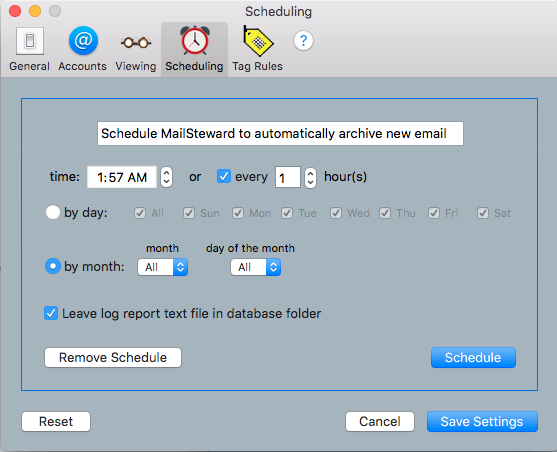 Scheduling
General Accounts Viewing Scheduling Tag Rules ?
Schedule MailSteward to automatically archive new email
time: 1:57 AM or every 1 hour(s)
by day: All Sun Mon Tue Wed Thu Fri Sat
month day of the month
by month: All All
Leave log report text file in database folder
Remove Schedule Schedule
Reset Cancel Save Settings